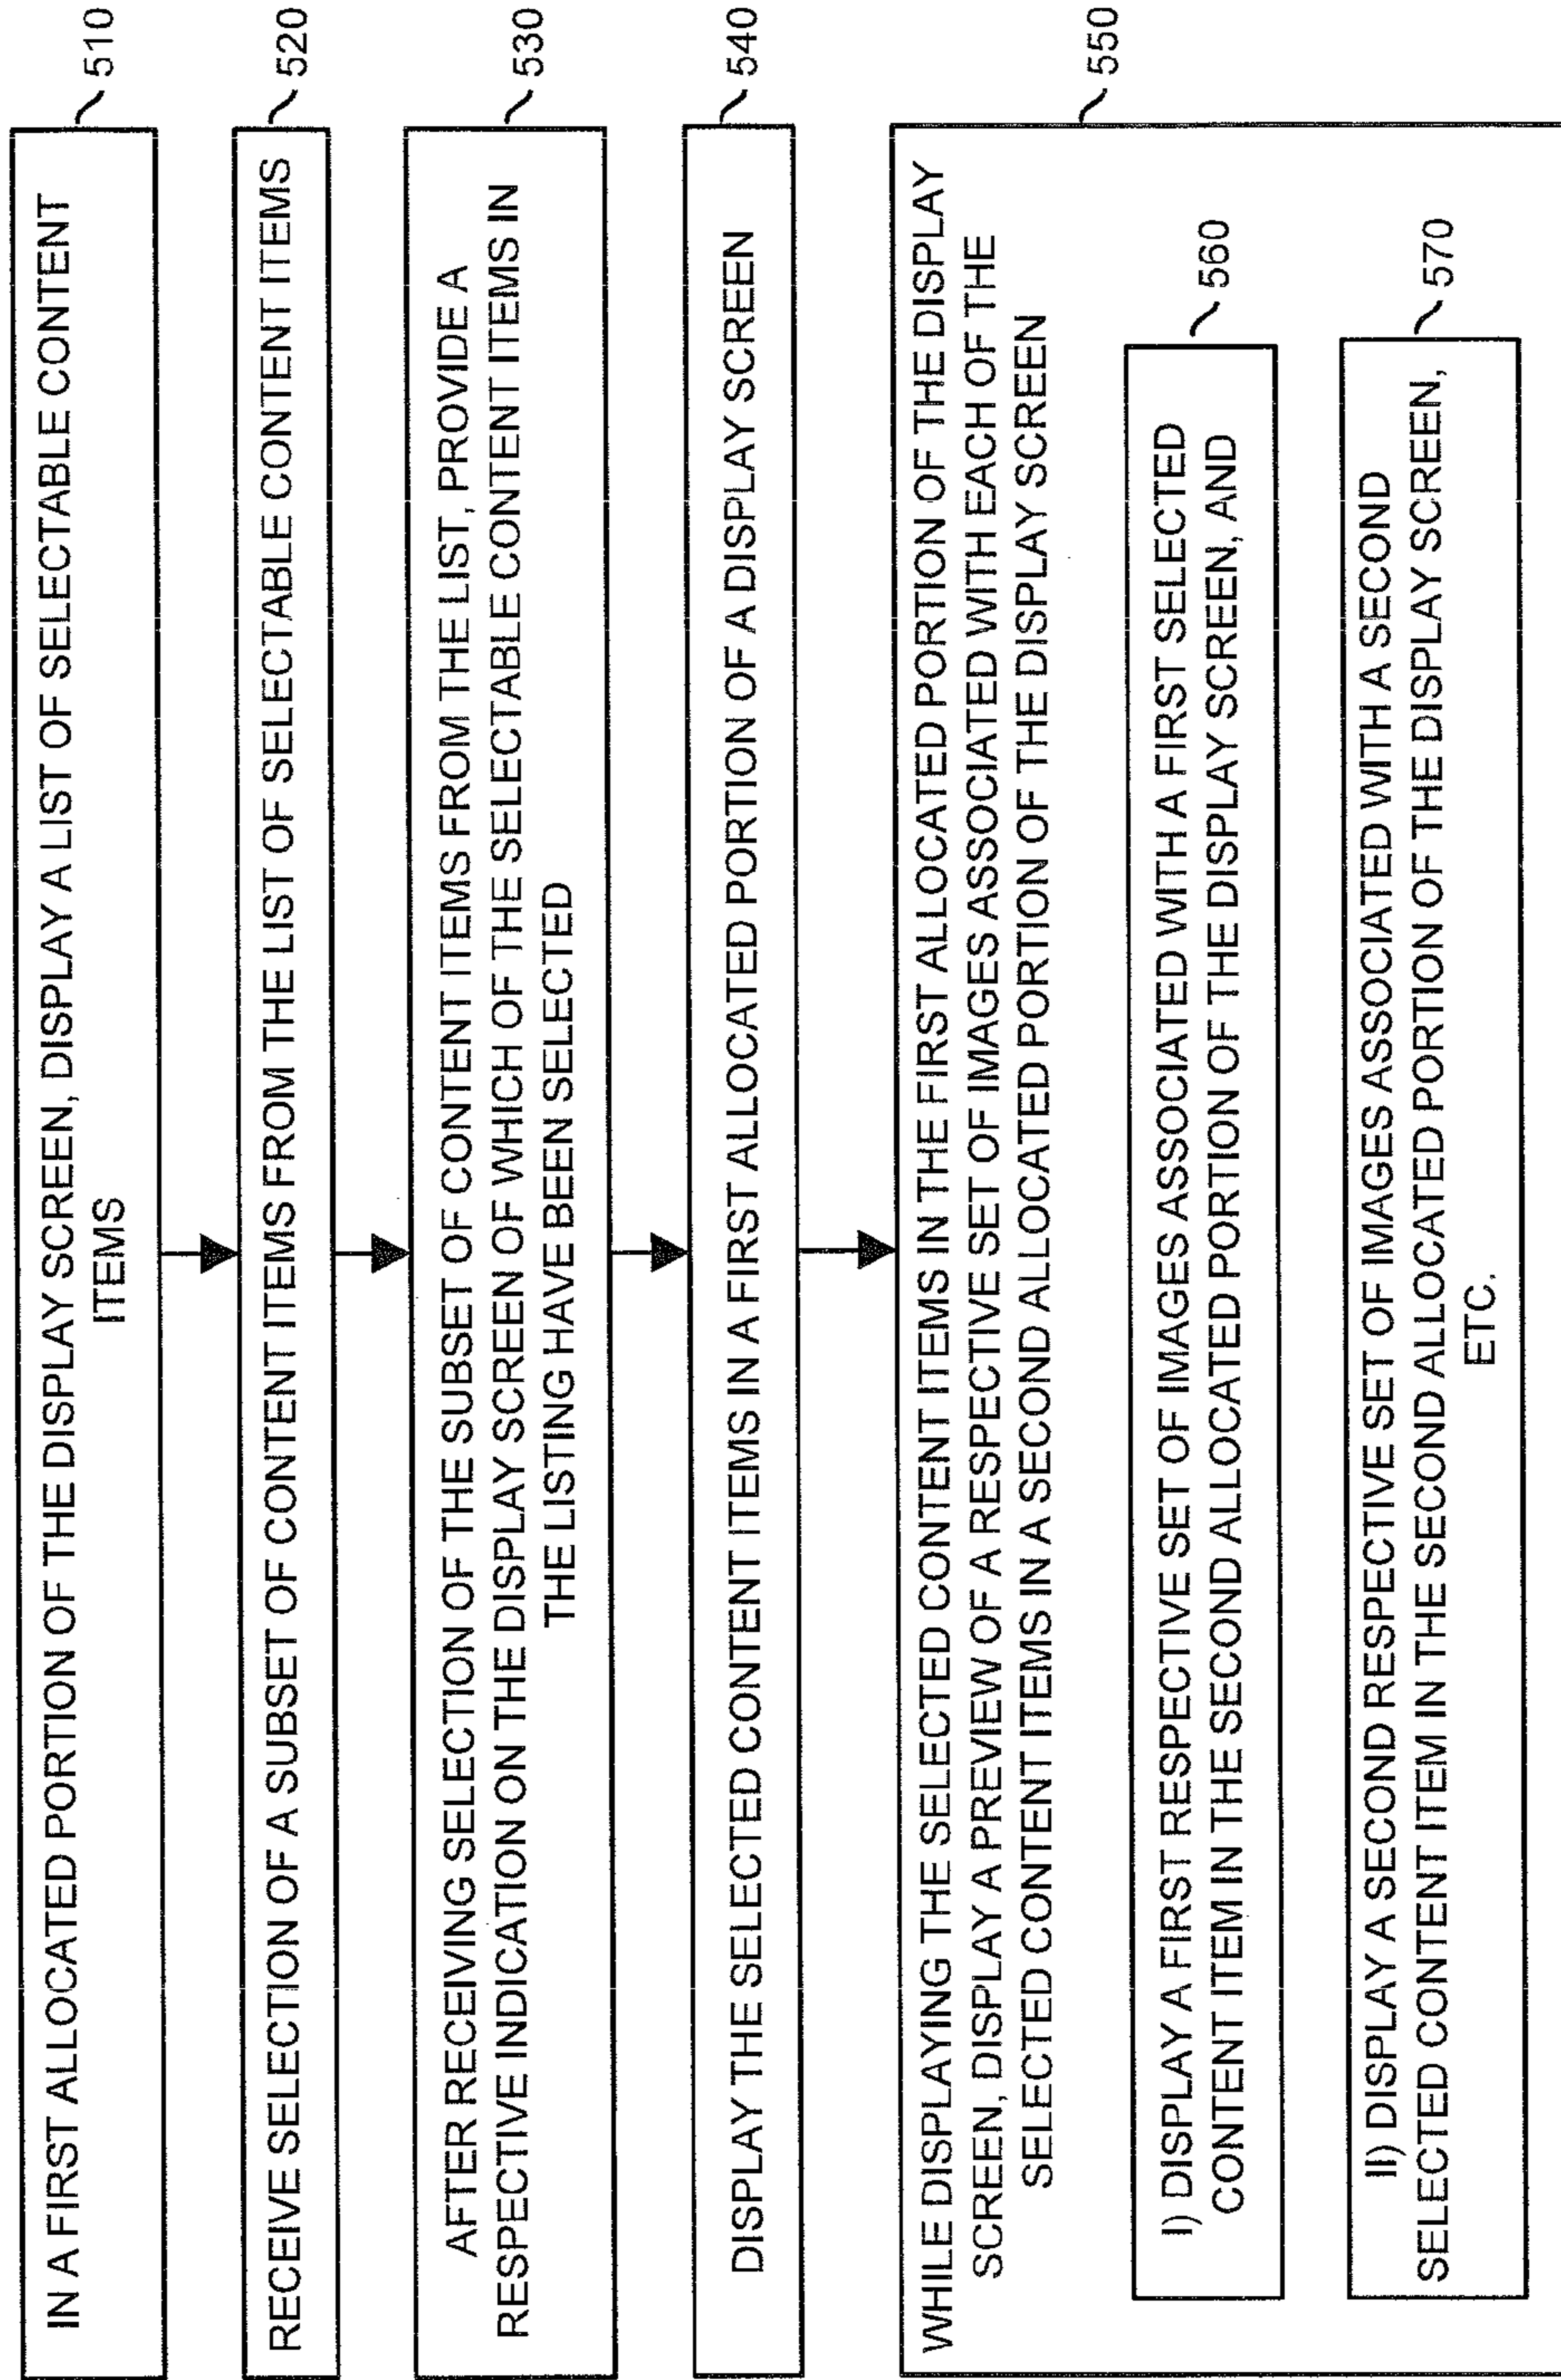 IN A FIRST ALLOCATED PORTION OF THE DISPLAY SCREEN, DISPLAY A LIST OF SELECTABLE CONTENT
ITEMS
510
RECEIVE SELECTION OF A SUBSET OF CONTENT ITEMS FROM THE LIST OF SELECTABLE CONTENT ITEMS
520
AFTER RECEIVING SELECTION OF THE SUBSET OF CONTENT ITEMS FROM THE LIST, PROVIDE A
RESPECTIVE INDICATION ON THE DISPLAY SCREEN OF WHICH OF THE SELECTABLE CONTENT ITEMS IN
THE LISTING HAVE BEEN SELECTED
530
DISPLAY THE SELECTED CONTENT ITEMS IN A FIRST ALLOCATED PORTION OF A DISPLAY SCREEN
540
WHILE DISPLAYING THE SELECTED CONTENT ITEMS IN THE FIRST ALLOCATED PORTION OF THE DISPLAY
SCREEN, DISPLAY A PREVIEW OF A RESPECTIVE SET OF IMAGES ASSOCIATED WITH EACH OF THE
SELECTED CONTENT ITEMS IN A SECOND ALLOCATED PORTION OF THE DISPLAY SCREEN
550
I) DISPLAY A FIRST RESPECTIVE SET OF IMAGES ASSOCIATED WITH A FIRST SELECTED
CONTENT ITEM IN THE SECOND ALLOCATED PORTION OF THE DISPLAY SCREEN, AND
560
II) DISPLAY A SECOND RESPECTIVE SET OF IMAGES ASSOCIATED WITH A SECOND
SELECTED CONTENT ITEM IN THE SECOND ALLOCATED PORTION OF THE DISPLAY SCREEN,
ETC.
570